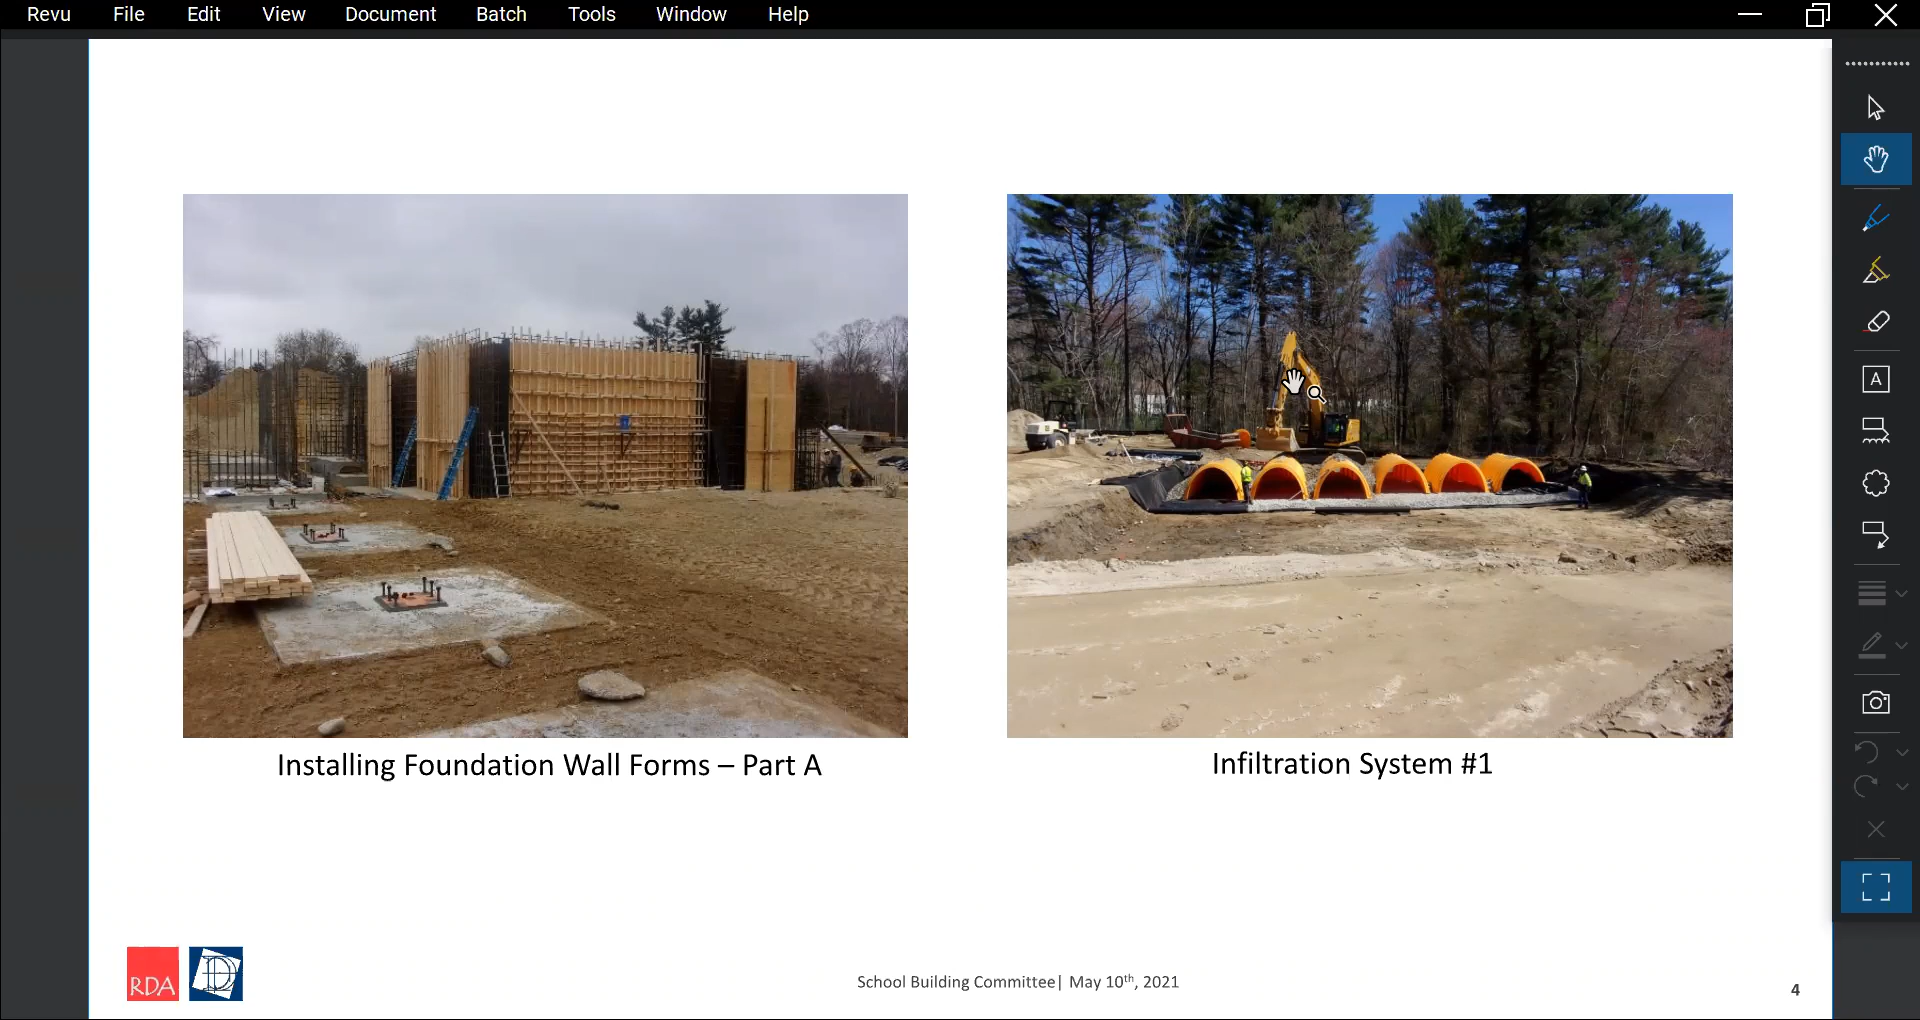 Revu File Edit View Document Batch Tools Window Help
A
Installing Foundation Wall Forms – Part A
Infiltration System #1
RDA
School Building Committee| May 10th, 2021
4